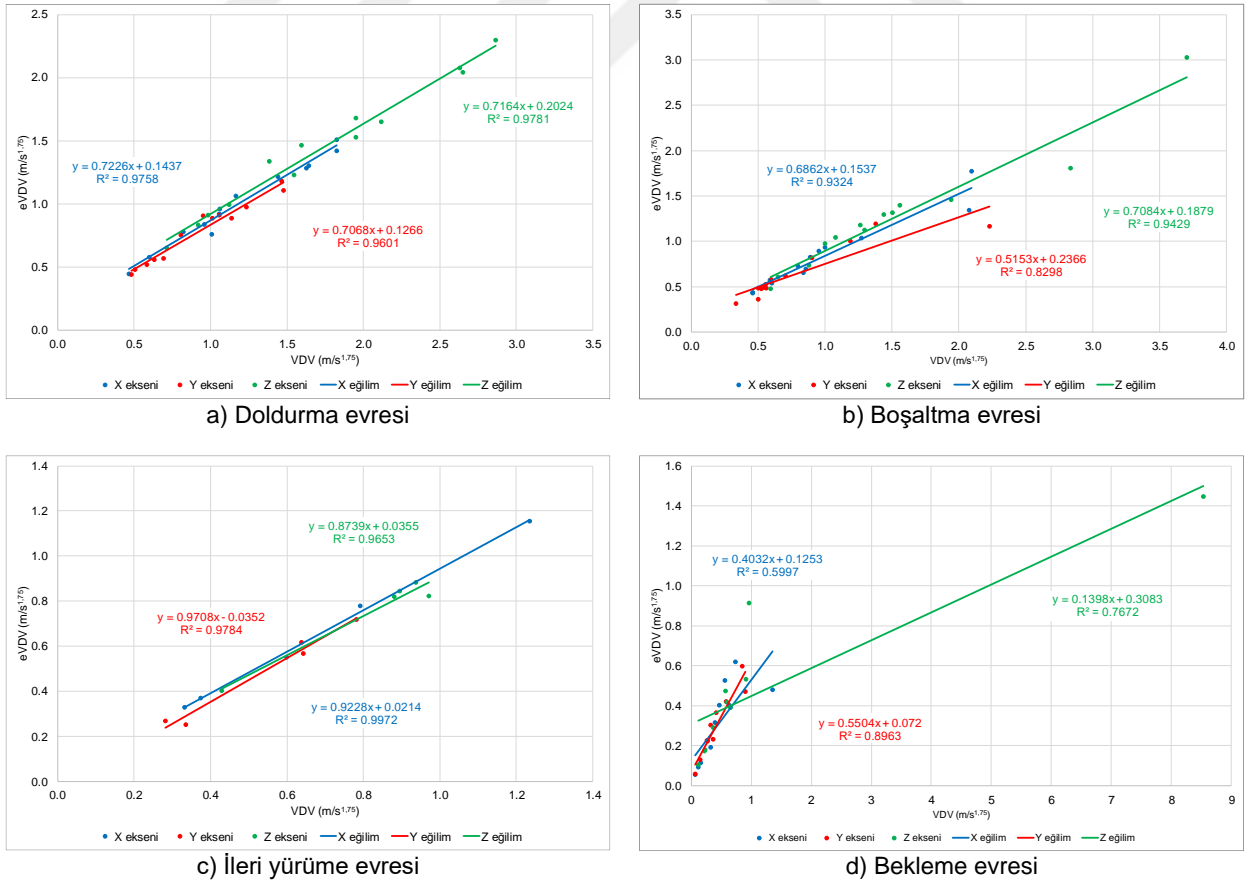 2.5
2.0
1.5
1.0
0.5
0.0
eVDV (m/s1.75)
y = 0.7164x + 0.2024
R² = 0.9781
y = 0.7226x + 0.1437
R² = 0.9758
y = 0.7068x + 0.1266
R² = 0.9601
0.0 0.5 1.0 1.5 2.0 2.5 3.0 3.5
VDV (m/s1,75)
X ekseni Y ekseni Z ekseni X eğilim Y eğilim Z eğilim
a) Doldurma evresi
3.5
3.0
2.5
2.0
1.5
1.0
0.5
0.0
eVDV (m/s1.75)
y = 0.6862x + 0.1537
R² = 0.9324
y = 0.7084x + 0.1879
R² = 0.9429
y = 0.5153x + 0.2366
R² = 0.8298
0.0 0.5 1.0 1.5 2.0 2.5 3.0 3.5 4.0
VDV (m/s1,75)
X ekseni Y ekseni Z ekseni X eğilim Y eğilim Z eğilim
b) Boşaltma evresi
1.4
1.2
1.0
0.8
0.6
0.4
0.2
0.0
eVDV (m/s1.75)
y = 0.8739x + 0.0355
R² = 0.9653
y = 0.9708x - 0.0352
R² = 0.9784
y = 0.9228x + 0.0214
R² = 0.9972
0.0 0.2 0.4 0.6 0.8 1.0 1.2 1.4
VDV (m/s1,75)
X ekseni Y ekseni Z ekseni X eğilim Y eğilim Z eğilim
c) İleri yürüme evresi
1.6
1.4
1.2
1.0
0.8
0.6
0.4
0.2
0.0
eVDV (m/s1.75)
y = 0.4032x + 0.1253
R² = 0.5997
y = 0.1398x + 0.3083
R² = 0.7672
y = 0.5504x + 0.072
R² = 0.8963
0 1 2 3 4 5 6 7 8 9
VDV (m/s1,75)
X ekseni Y ekseni Z ekseni X eğilim Y eğilim Z eğilim
d) Bekleme evresi